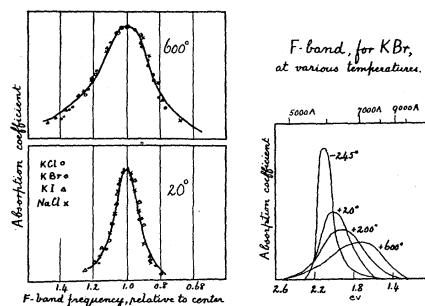 Absorption coefficient
600°
20°
KCl o
KBr o
KI △
NaCl x
1.4 1.2 1.0 0.8 0.68
F-band frequency, relative to center
F-band, for KBr,
at various temperatures.
5000A 7000A 9000A
Absorption coefficient
-245°
+20°
+200°
+600°
2.6 2.2 1.8 1.4
ev